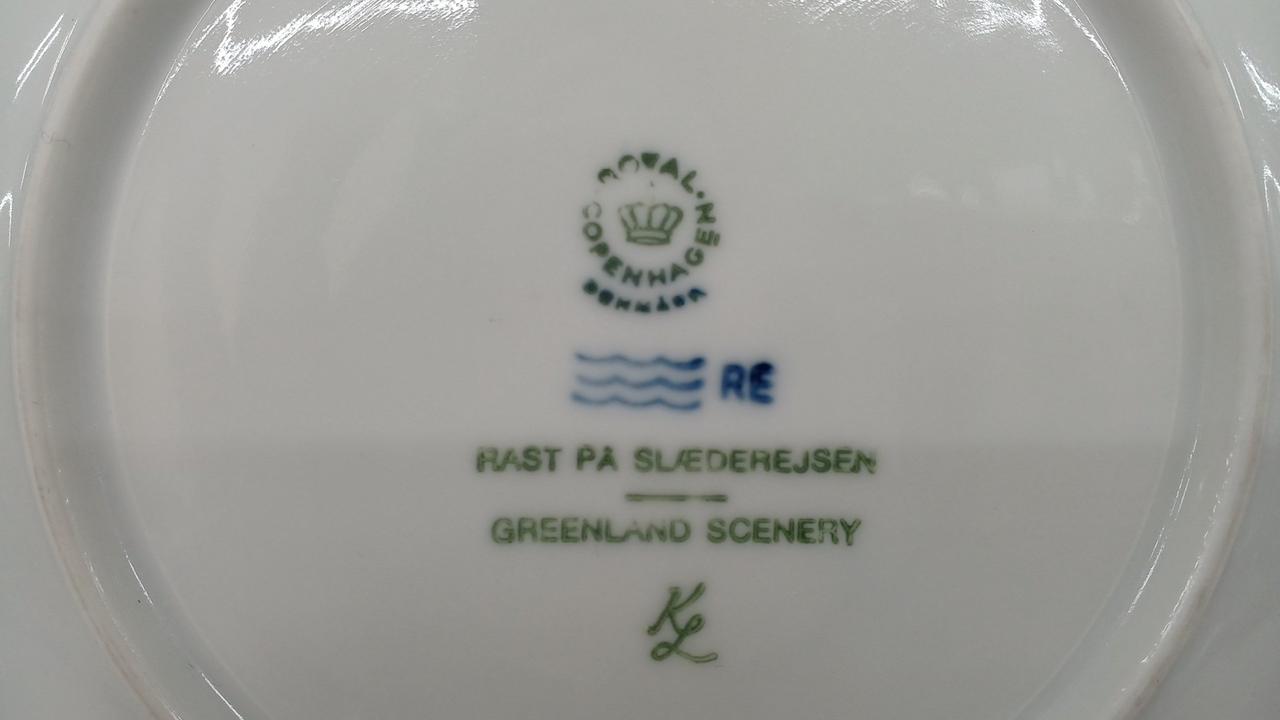 ROYAL·
COPENHAGEN
DENMARK
RE
RAST PÅ SLÆDEREJSEN
GREENLAND SCENERY
KL